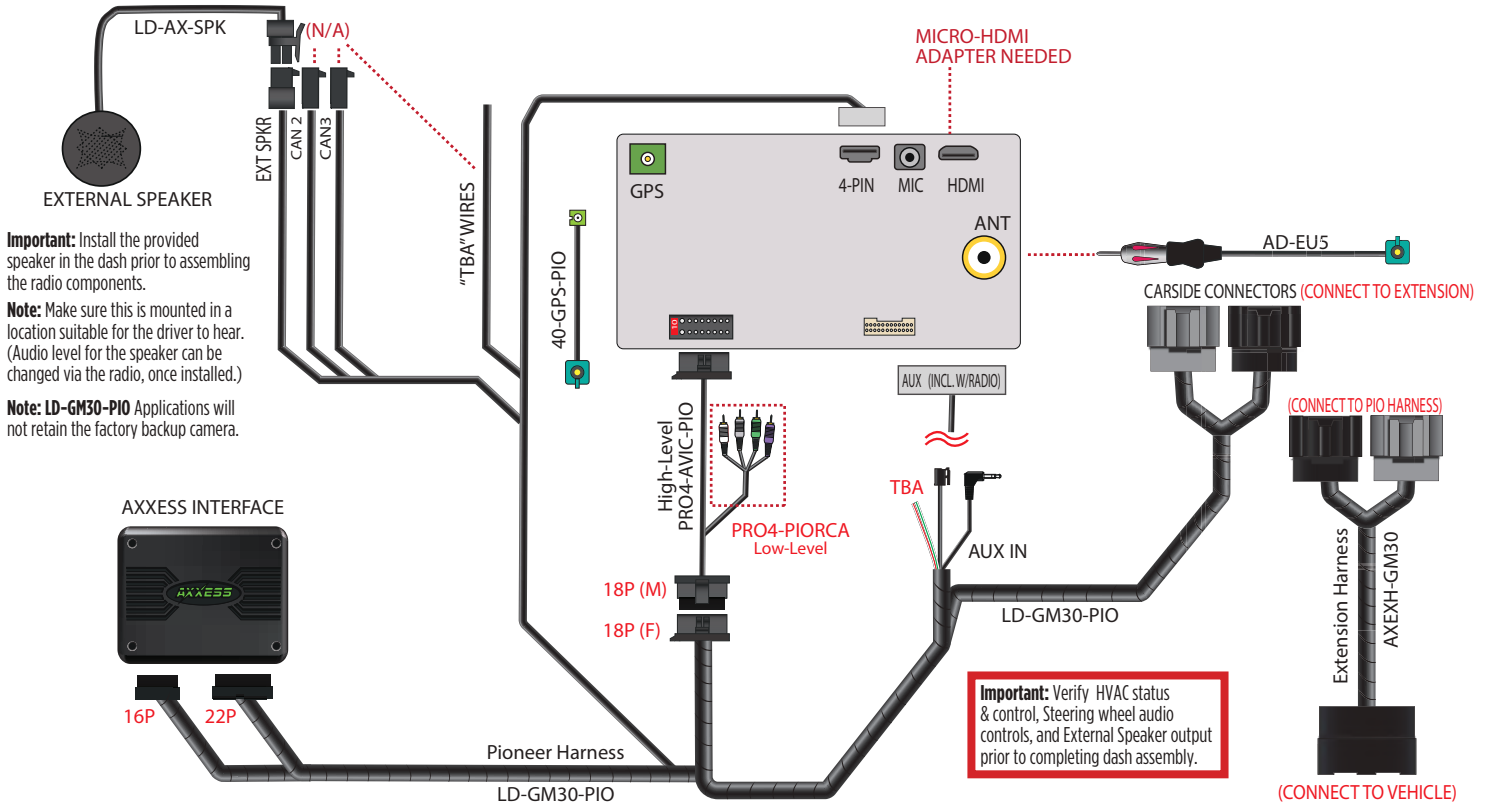 LD-AX-SPK
(N/A)
EXT SPKR
CAN 2
CAN3
"TBA" WIRES
EXTERNAL SPEAKER
Important: Install the provided
speaker in the dash prior to assembling
the radio components.
Note: Make sure this is mounted in a
location suitable for the driver to hear.
(Audio level for the speaker can be
changed via the radio, once installed.)
Note: LD-GM30-PIO Applications will
not retain the factory backup camera.
MICRO-HDMI
ADAPTER NEEDED
GPS
4-PIN
MIC
HDMI
ANT
10
40-GPS-PIO
AD-EU5
CARSIDE CONNECTORS (CONNECT TO EXTENSION)
(CONNECT TO PIO HARNESS)
AUX (INCL. W/RADIO)
High-Level
PRO4-AVIC-PIO
PRO4-PIORCA
Low-Level
TBA
AUX IN
18P (M)
18P (F)
LD-GM30-PIO
Extension Harness
AXEXH-GM30
AXXESS INTERFACE
AXXESS
16P
22P
Pioneer Harness
LD-GM30-PIO
Important: Verify HVAC status
& control, Steering wheel audio
controls, and External Speaker output
prior to completing dash assembly.
(CONNECT TO VEHICLE)